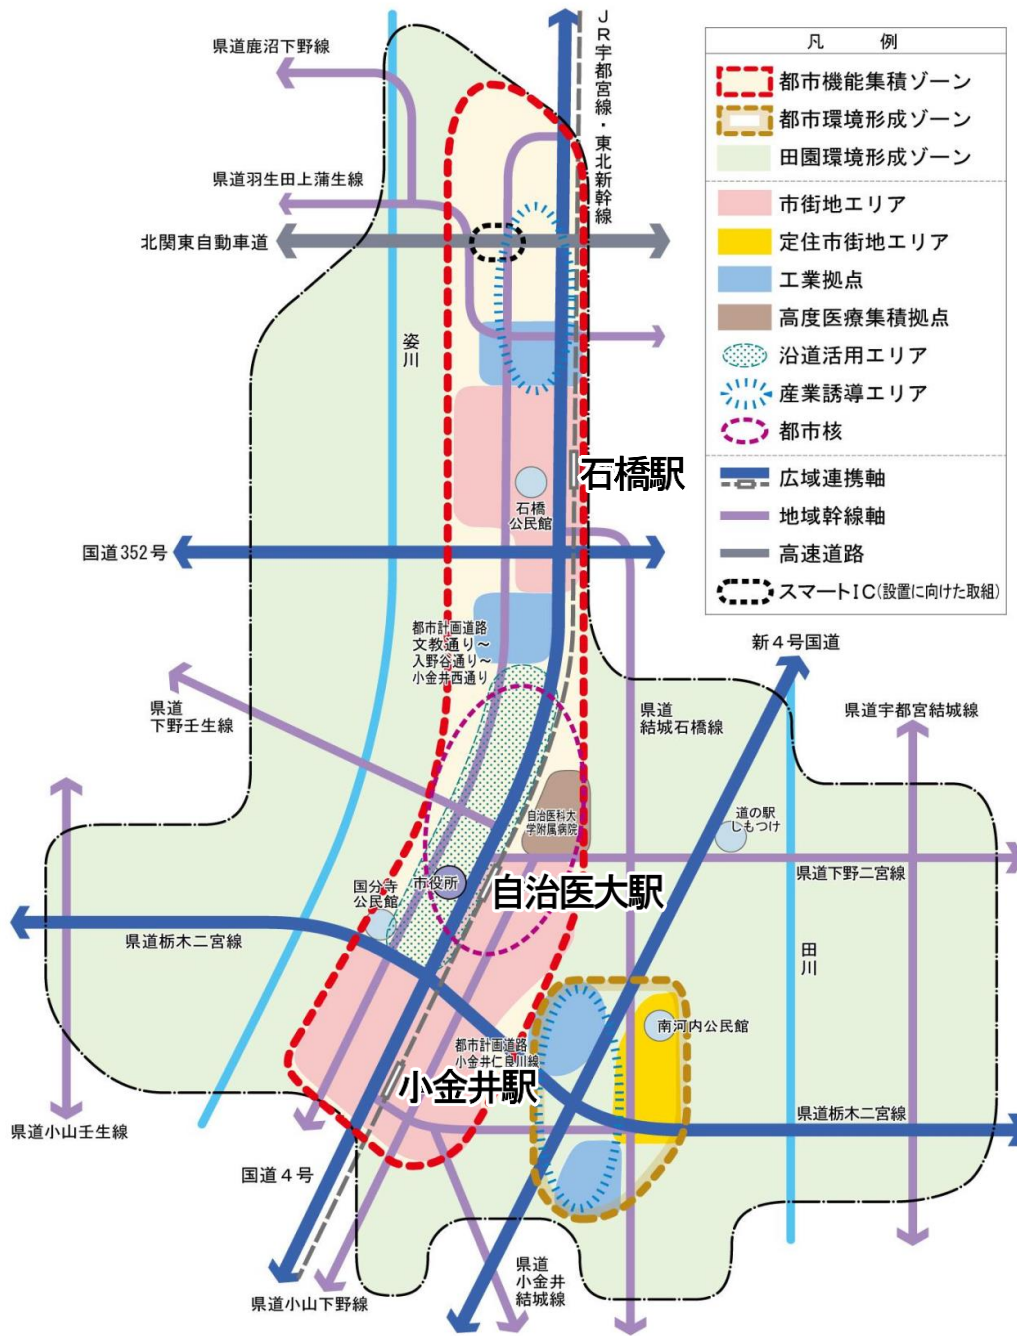 県道鹿沼下野線
県道羽生田上蒲生線
北関東自動車道
JR宇都宮線・東北新幹線
姿川
石橋駅
石橋
公民館
国道352号
都市計画道路
文教通り～
入野谷通り～
小金井西通り
県道
下野壬生線
県道
結城石橋線
新4号国道
県道宇都宮結城線
自治医科大
学附属病院
道の駅
しもつけ
県道下野二宮線
市役所
自治医大駅
国分寺
公民館
県道栃木二宮線
田川
南河内公民館
都市計画道路
小金井仁良川線
小金井駅
県道栃木二宮線
県道小山壬生線
国道4号
県道小山下野線
県道
小金井
結城線
凡 例
都市機能集積ゾーン
都市環境形成ゾーン
田園環境形成ゾーン
市街地エリア
定住市街地エリア
工業拠点
高度医療集積拠点
沿道活用エリア
産業誘導エリア
都市核
広域連携軸
地域幹線軸
高速道路
スマートIC(設置に向けた取組)